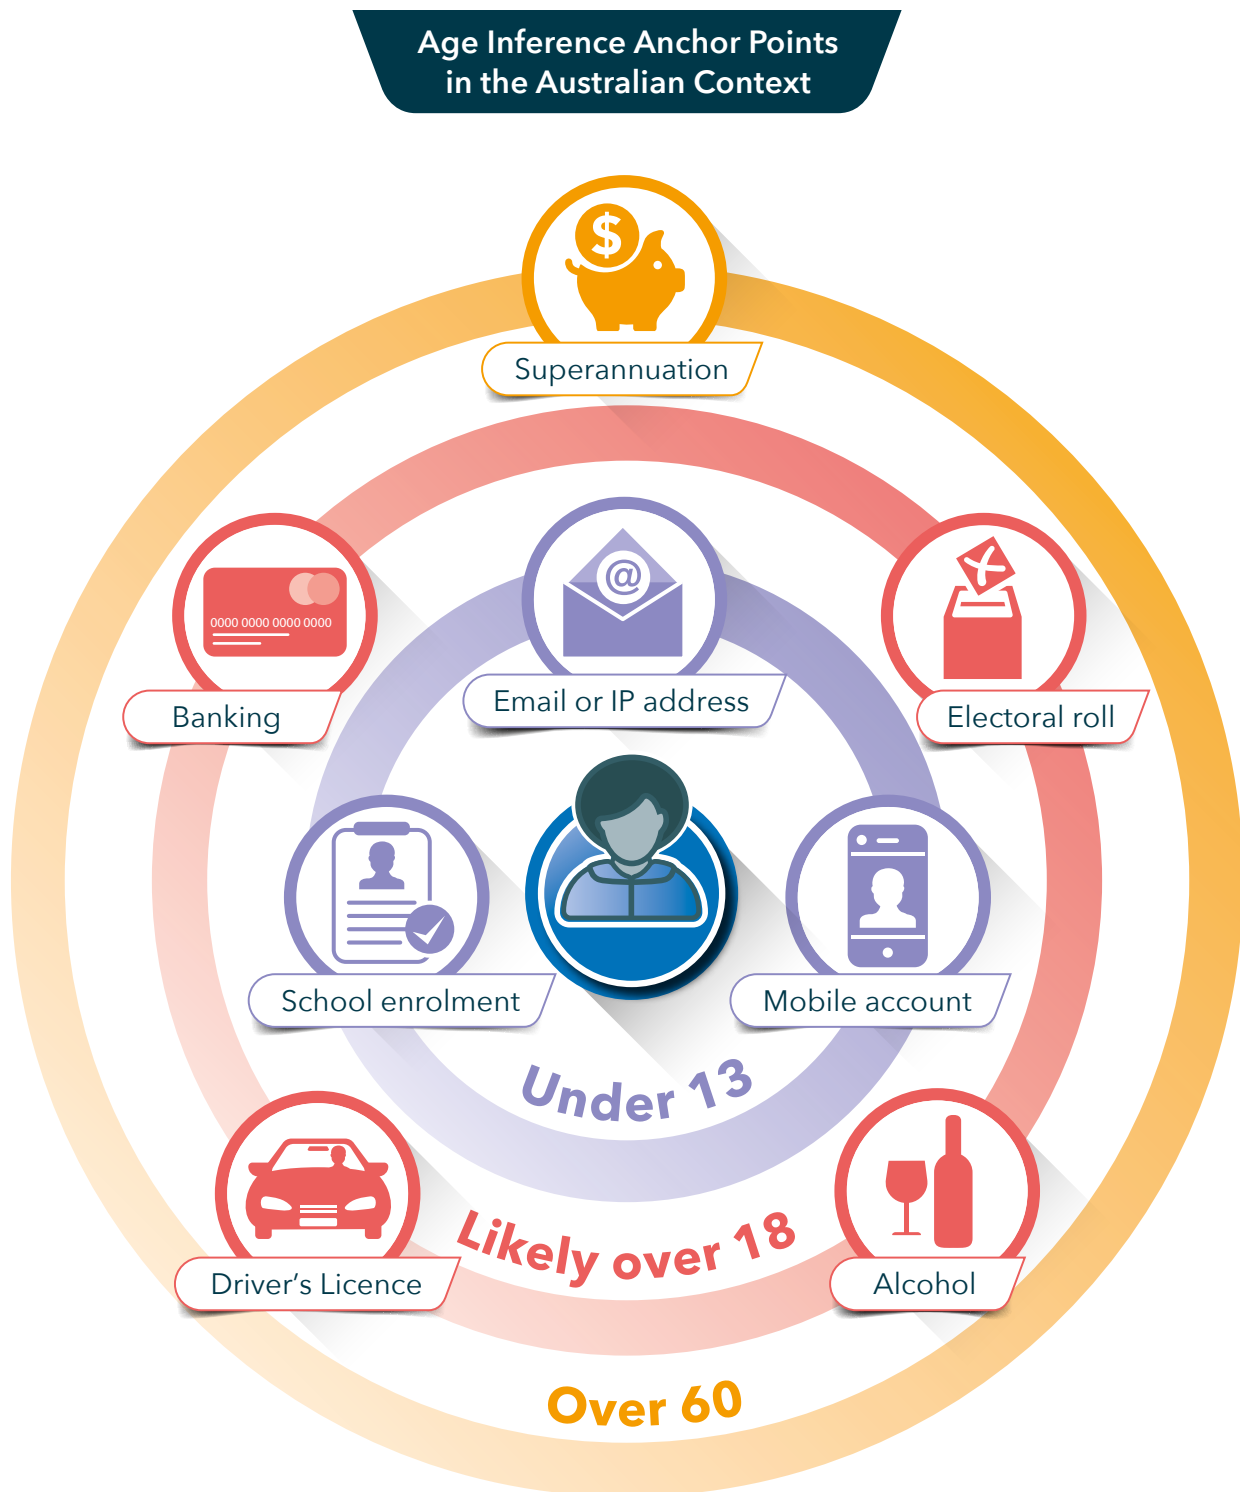 Age Inference Anchor Points
in the Australian Context
$
Superannuation
0000 0000 0000 0000
Banking
@
Email or IP address
Electoral roll
School enrolment
Mobile account
Under 13
Driver’s Licence
Likely over 18
Alcohol
Over 60